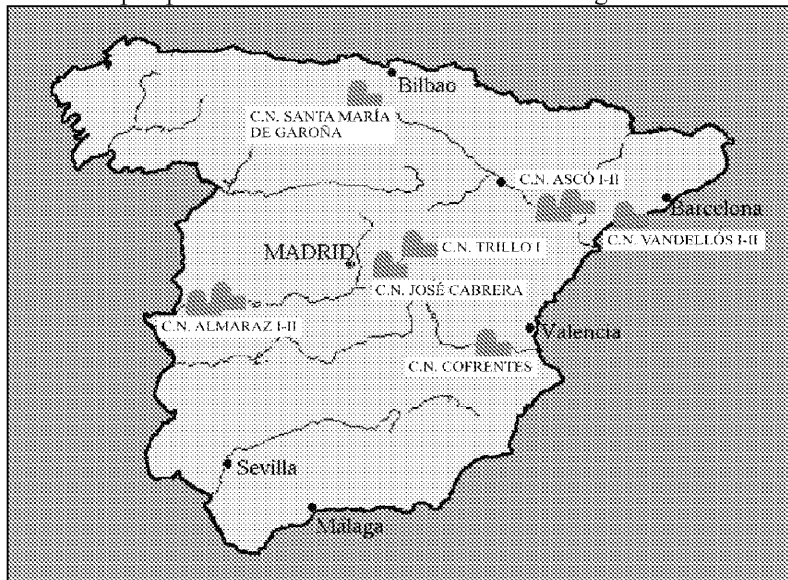 Bilbao
C.N. SANTA MARÍA
DE GAROÑA
C.N. ASCÓ I-II
Barcelona
C.N. VANDELLÓS I-II
C.N. TRILLO I
MADRID
C.N. JOSÉ CABRERA
C.N. ALMARAZ I-II
Valencia
C.N. COFRENTES
Sevilla
Málaga